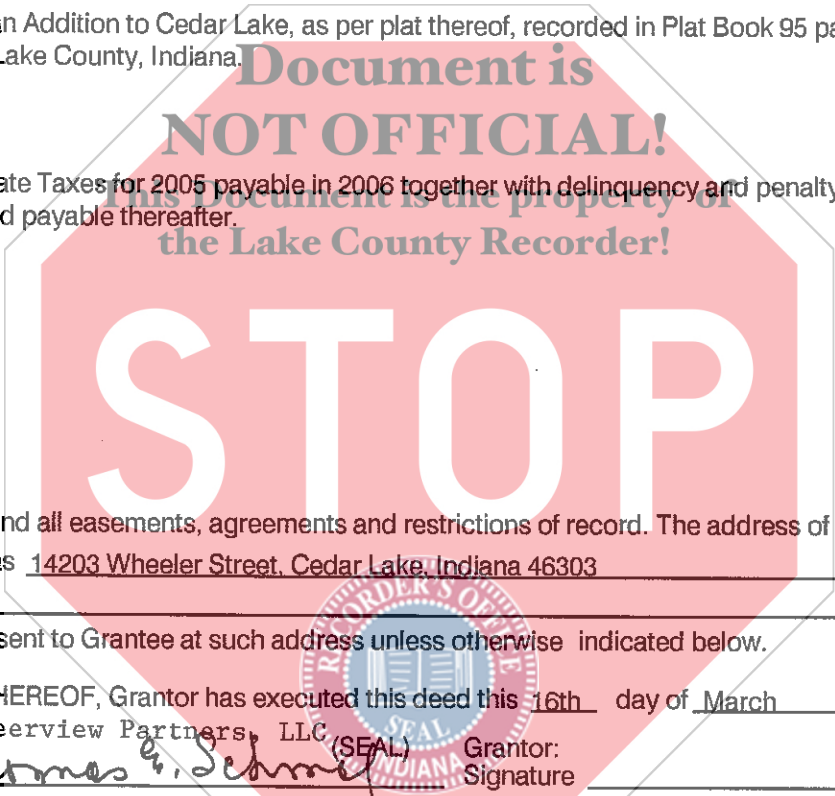 n Addition to Cedar Lake, as per plat thereof, recorded in Plat Book 95 pa
Lake County, Indiana.
Document is
NOT OFFICIAL!
ate Taxes for 2005 payable in 2006 together with delinquency and penalty
This Document is the property of
d payable thereafter.
the Lake County Recorder!
STOP
nd all easements, agreements and restrictions of record. The address of
s 14203 Wheeler Street, Cedar Lake, Indiana 46303
sent to Grantee at such address unless otherwise indicated below.
HEREOF, Grantor has executed this deed this 16th day of March
eerview Partners, LLC
(SEAL) Grantor:
Signature
RECORDER'S OFFICE
SEAL
INDIANA